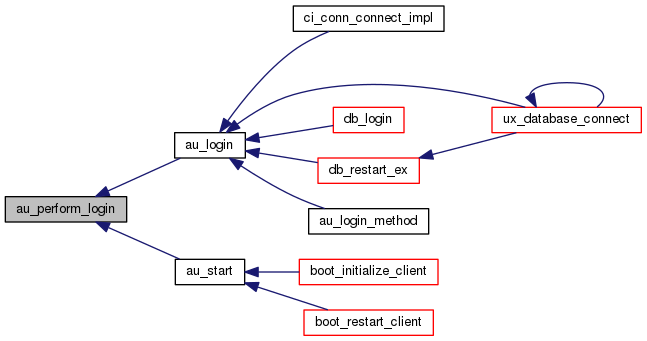 ci_conn_connect_impl
db_login
ux_database_connect
au_login
db_restart_ex
au_perform_login
au_login_method
au_start
boot_initialize_client
boot_restart_client